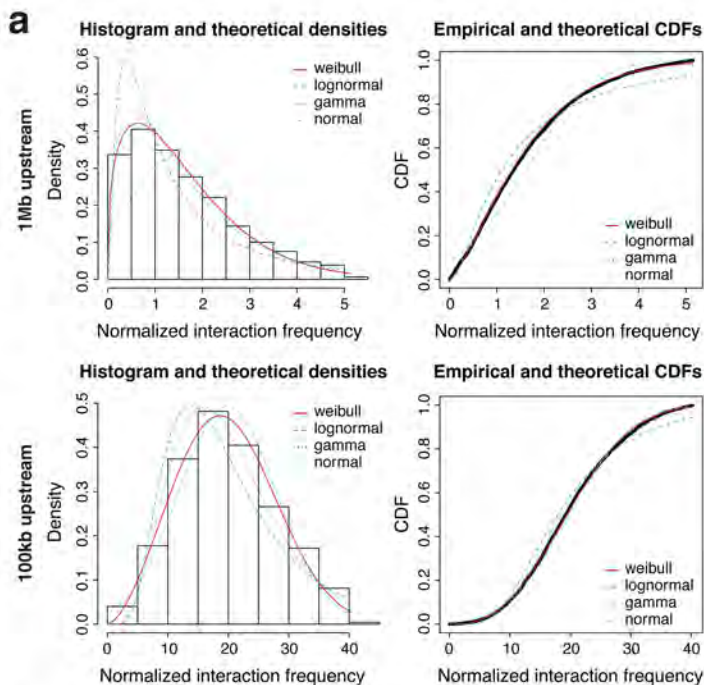 a
Histogram and theoretical densities
1Mb upstream
Density
0.0 0.1 0.2 0.3 0.4 0.5 0.6
weibull
lognormal
gamma
normal
0 1 2 3 4 5
Normalized interaction frequency
Empirical and theoretical CDFs
CDF
0.0 0.2 0.4 0.6 0.8 1.0
weibull
lognormal
gamma
normal
0 1 2 3 4 5
Normalized interaction frequency
Histogram and theoretical densities
100kb upstream
Density
0.0 0.1 0.2 0.3 0.4 0.5
weibull
lognormal
gamma
normal
0 10 20 30 40
Normalized interaction frequency
Empirical and theoretical CDFs
CDF
0.0 0.2 0.4 0.6 0.8 1.0
weibull
lognormal
gamma
normal
0 10 20 30 40
Normalized interaction frequency